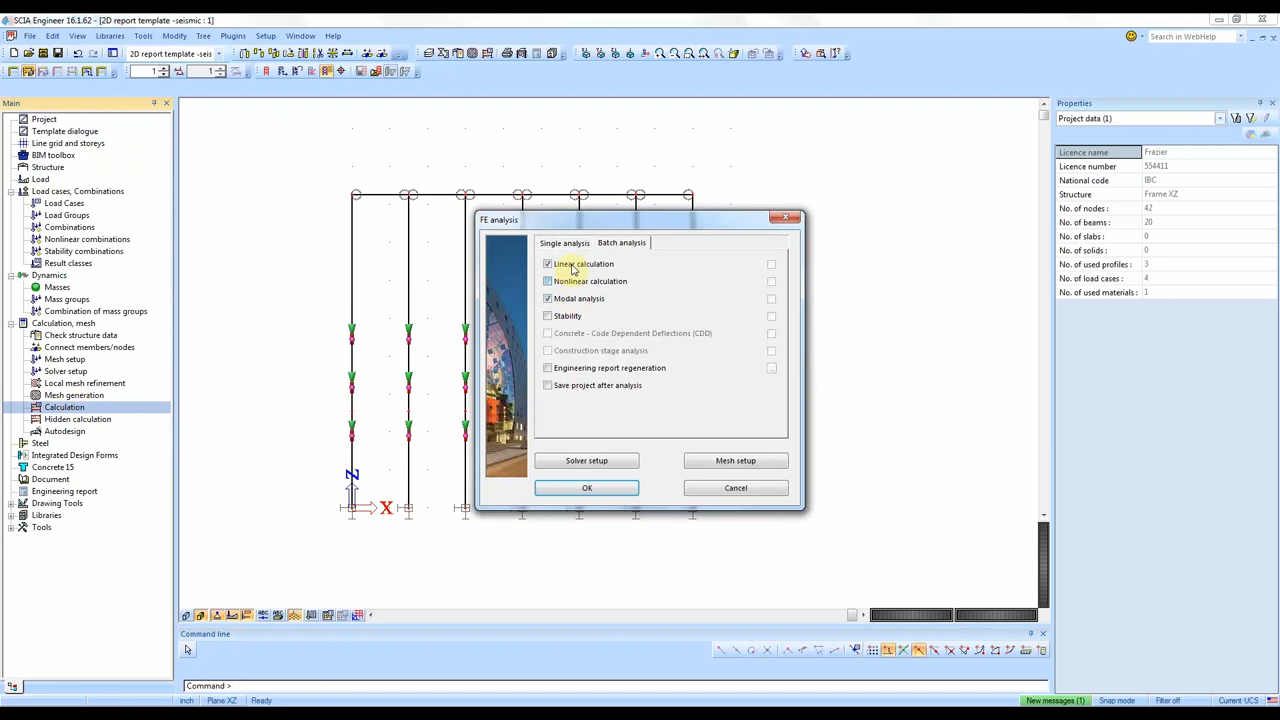 SCIA Engineer 16.1.62 - [2D report template -seismic : 1]
File Edit View Libraries Tools Modify Tree Plugins Setup Window Help
Search in WebHelp
2D report template -seis
1 1
Main
Project
Template dialogue
Line grid and storeys
BIM toolbox
Structure
Load
Load cases, Combinations
Load Cases
Load Groups
Combinations
Nonlinear combinations
Stability combinations
Result classes
Dynamics
Masses
Mass groups
Combination of mass groups
Calculation, mesh
Check structure data
Connect members/nodes
Mesh setup
Solver setup
Local mesh refinement
Mesh generation
Calculation
Hidden calculation
Autodesign
Steel
Integrated Design Forms
Concrete 15
Document
Engineering report
Drawing Tools
Libraries
Tools
Z
X
FE analysis
Single analysis Batch analysis
Linear calculation
Nonlinear calculation
Modal analysis
Stability
Concrete - Code Dependent Deflections (CDD)
Construction stage analysis
Engineering report regeneration ...
Save project after analysis
Solver setup Mesh setup
OK Cancel
Properties
Project data (1)
Licence name Frazier
Licence number 554411
National code IBC
Structure Frame XZ
No. of nodes : 42
No. of beams : 20
No. of slabs : 0
No. of solids : 0
No. of used profiles : 3
No. of load cases : 4
No. of used materials : 1
Command line
Command >
inch Plane XZ Ready New messages (1) Snap mode Filter off Current UCS